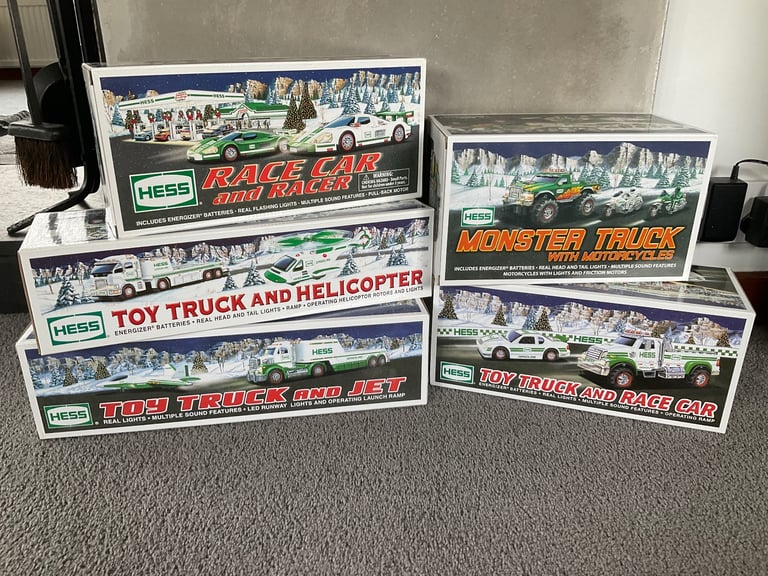 HESS
HESS
RACE CAR
and RACER
WARNING:
INCLUDES ENERGIZER® BATTERIES • REAL FLASHING LIGHTS • MULTIPLE SOUND FEATURES • PULL-BACK MOTOR
HESS
TOY TRUCK AND HELICOPTER
ENERGIZER® BATTERIES • REAL HEAD AND TAIL LIGHTS • RAMP • OPERATING HELICOPTER ROTORS AND LIGHTS
HESS
HESS
TOY TRUCK AND JET
REAL LIGHTS • MULTIPLE SOUND FEATURES • LED RUNWAY LIGHTS AND OPERATING LAUNCH RAMP
HESS
MONSTER TRUCK
WITH MOTORCYCLES
INCLUDES ENERGIZER® BATTERIES • REAL HEAD AND TAIL LIGHTS • MULTIPLE SOUND FEATURES
MOTORCYCLES WITH LIGHTS AND FRICTION MOTORS
HESS
HESS
HESS
HESS
TOY TRUCK AND RACE CAR
ENERGIZER® BATTERIES • REAL LIGHTS • MULTIPLE SOUND FEATURES • OPERATING RAMP